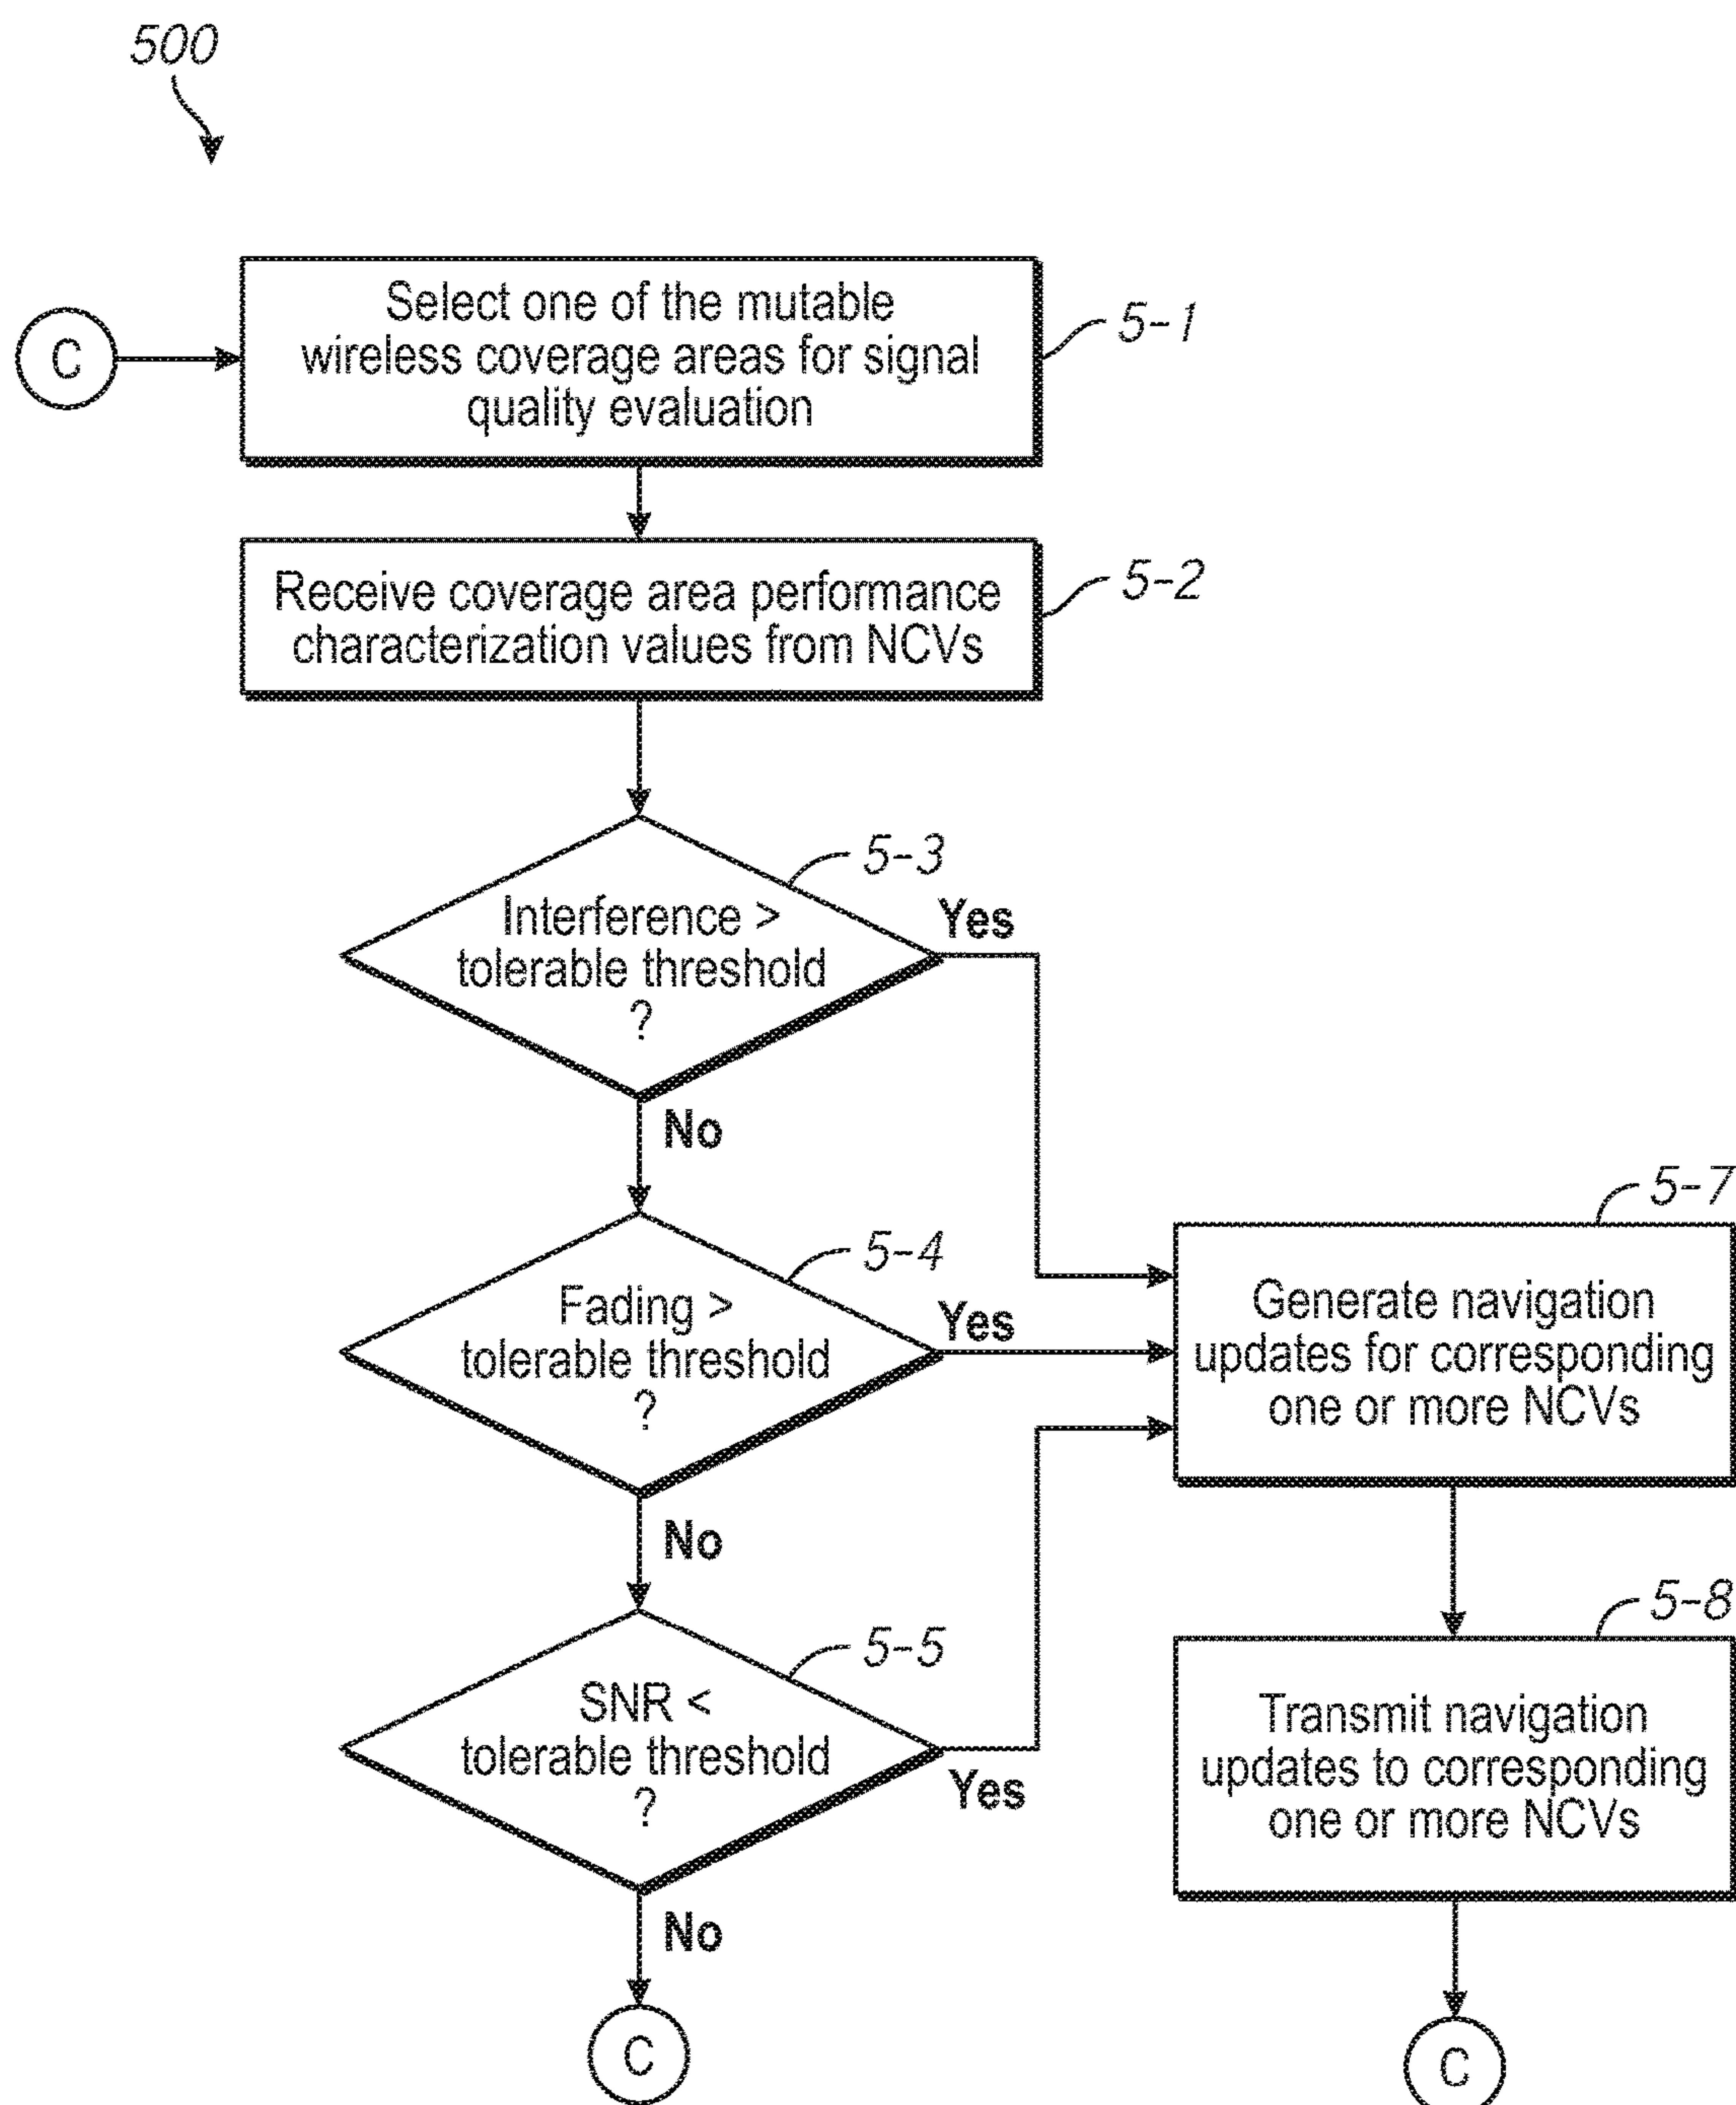 500
C
Select one of the mutable
wireless coverage areas for signal
quality evaluation
5-1
Receive coverage area performance
characterization values from NCVs
5-2
5-3
Interference >
tolerable threshold
?
Yes
No
5-4
Fading >
tolerable threshold
?
Yes
No
5-5
SNR <
tolerable threshold
?
Yes
No
C
5-7
Generate navigation
updates for corresponding
one or more NCVs
5-8
Transmit navigation
updates to corresponding
one or more NCVs
C